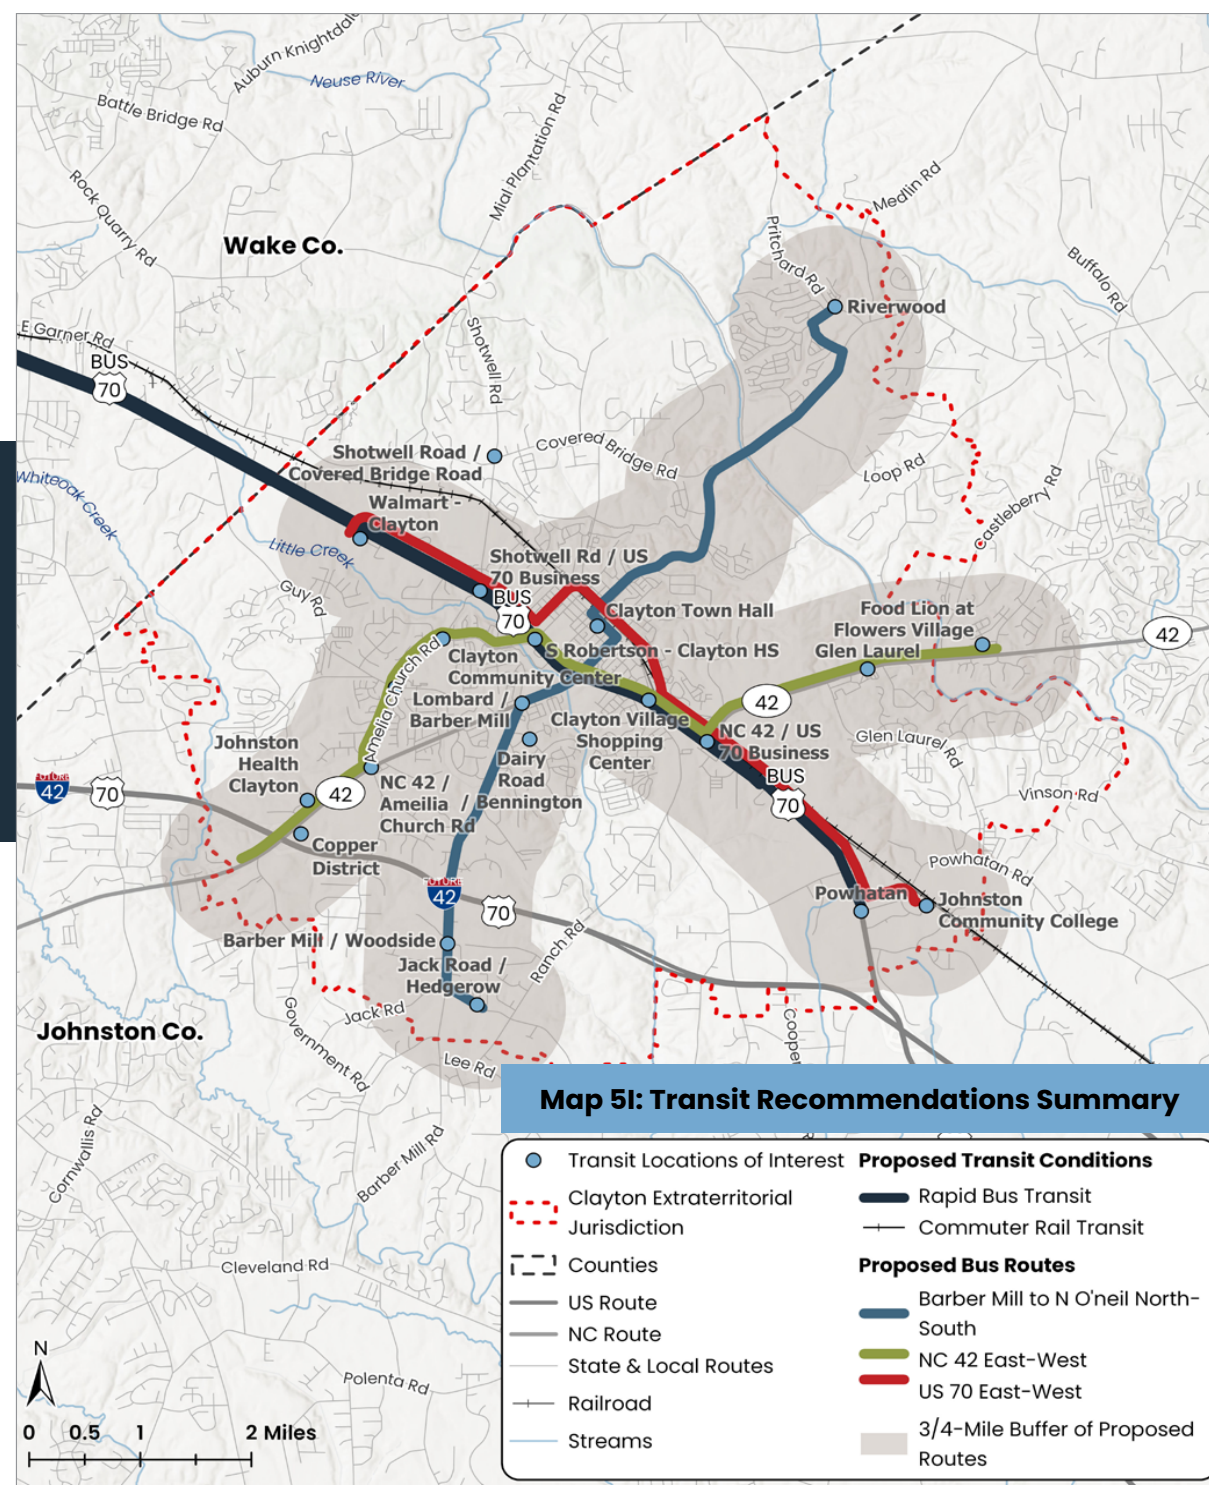 Auburn Knightdale
Neuse River
Battle Bridge Rd
Mial Plantation Rd
Rock Quarry Rd
Medlin Rd
Wake Co.
Pritchard Rd
Buffalo Rd
Riverwood
E Garner Rd
BUS
70
Shotwell Rd
Shotwell Road /
Covered Bridge Road
Covered Bridge Rd
Loop Rd
Castleberry Rd
Whiteoak Creek
Walmart -
Clayton
Little Creek
Shotwell Rd / US
70 Business
Guy Rd
BUS
70
Clayton Town Hall
Food Lion at
Flowers Village
Glen Laurel
42
S Robertson - Clayton HS
Clayton
Community Center
Amelia Church Rd
Lombard /
Barber Mill
42
Clayton Village
Shopping
Center
NC 42 / US
70 Business
Glen Laurel Rd
Johnston
Health
Clayton
Dairy
Road
/ Bennington
BUS
70
FUTURE
42
70
42
NC 42 /
Ameilia
Church Rd
Vinson Rd
Copper
District
Powhatan Rd
FUTURE
42
70
Powhatan
Johnston
Community College
Barber Mill / Woodside
Ranch Rd
Jack Road /
Hedgerow
Jack Rd
Government Rd
Johnston Co.
Cooper
Lee Rd
Cornwallis Rd
Barber Mill Rd
Cleveland Rd
Polenta Rd
N
0 0.5 1 2 Miles
Map 5I: Transit Recommendations Summary
Transit Locations of Interest
Clayton Extraterritorial
Jurisdiction
Counties
US Route
NC Route
State & Local Routes
Railroad
Streams
Proposed Transit Conditions
Rapid Bus Transit
Commuter Rail Transit
Proposed Bus Routes
Barber Mill to N O'neil North-
South
NC 42 East-West
US 70 East-West
3/4-Mile Buffer of Proposed
Routes